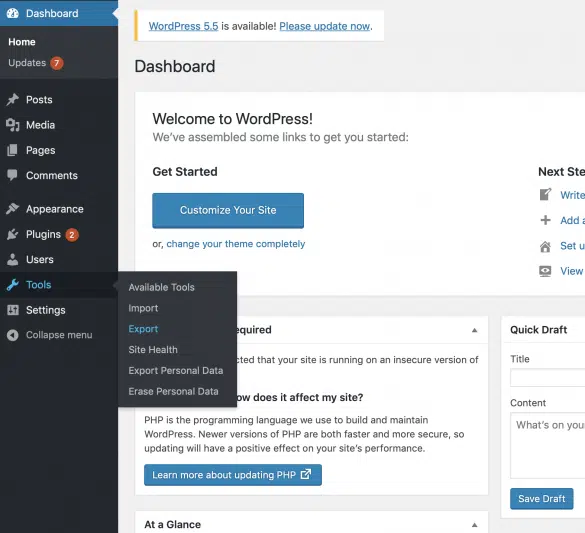 Dashboard
Home
Updates 7
Posts
Media
Pages
Comments
Appearance
Plugins 2
Users
Tools
Settings
Collapse menu
Available Tools
Import
Export
Site Health
Export Personal Data
Erase Personal Data
WordPress 5.5 is available! Please update now.
Dashboard
Welcome to WordPress!
We've assembled some links to get you started:
Get Started
Customize Your Site
or, change your theme completely
Next Ste
Write
Add a
Set u
View
equired
cted that your site is running on an insecure version of
ow does it affect my site?
PHP is the programming language we use to build and maintain
WordPress. Newer versions of PHP are both faster and more secure, so
updating will have a positive effect on your site's performance.
Learn more about updating PHP
At a Glance
Quick Draft
Title
Content
What's on your
Save Draft